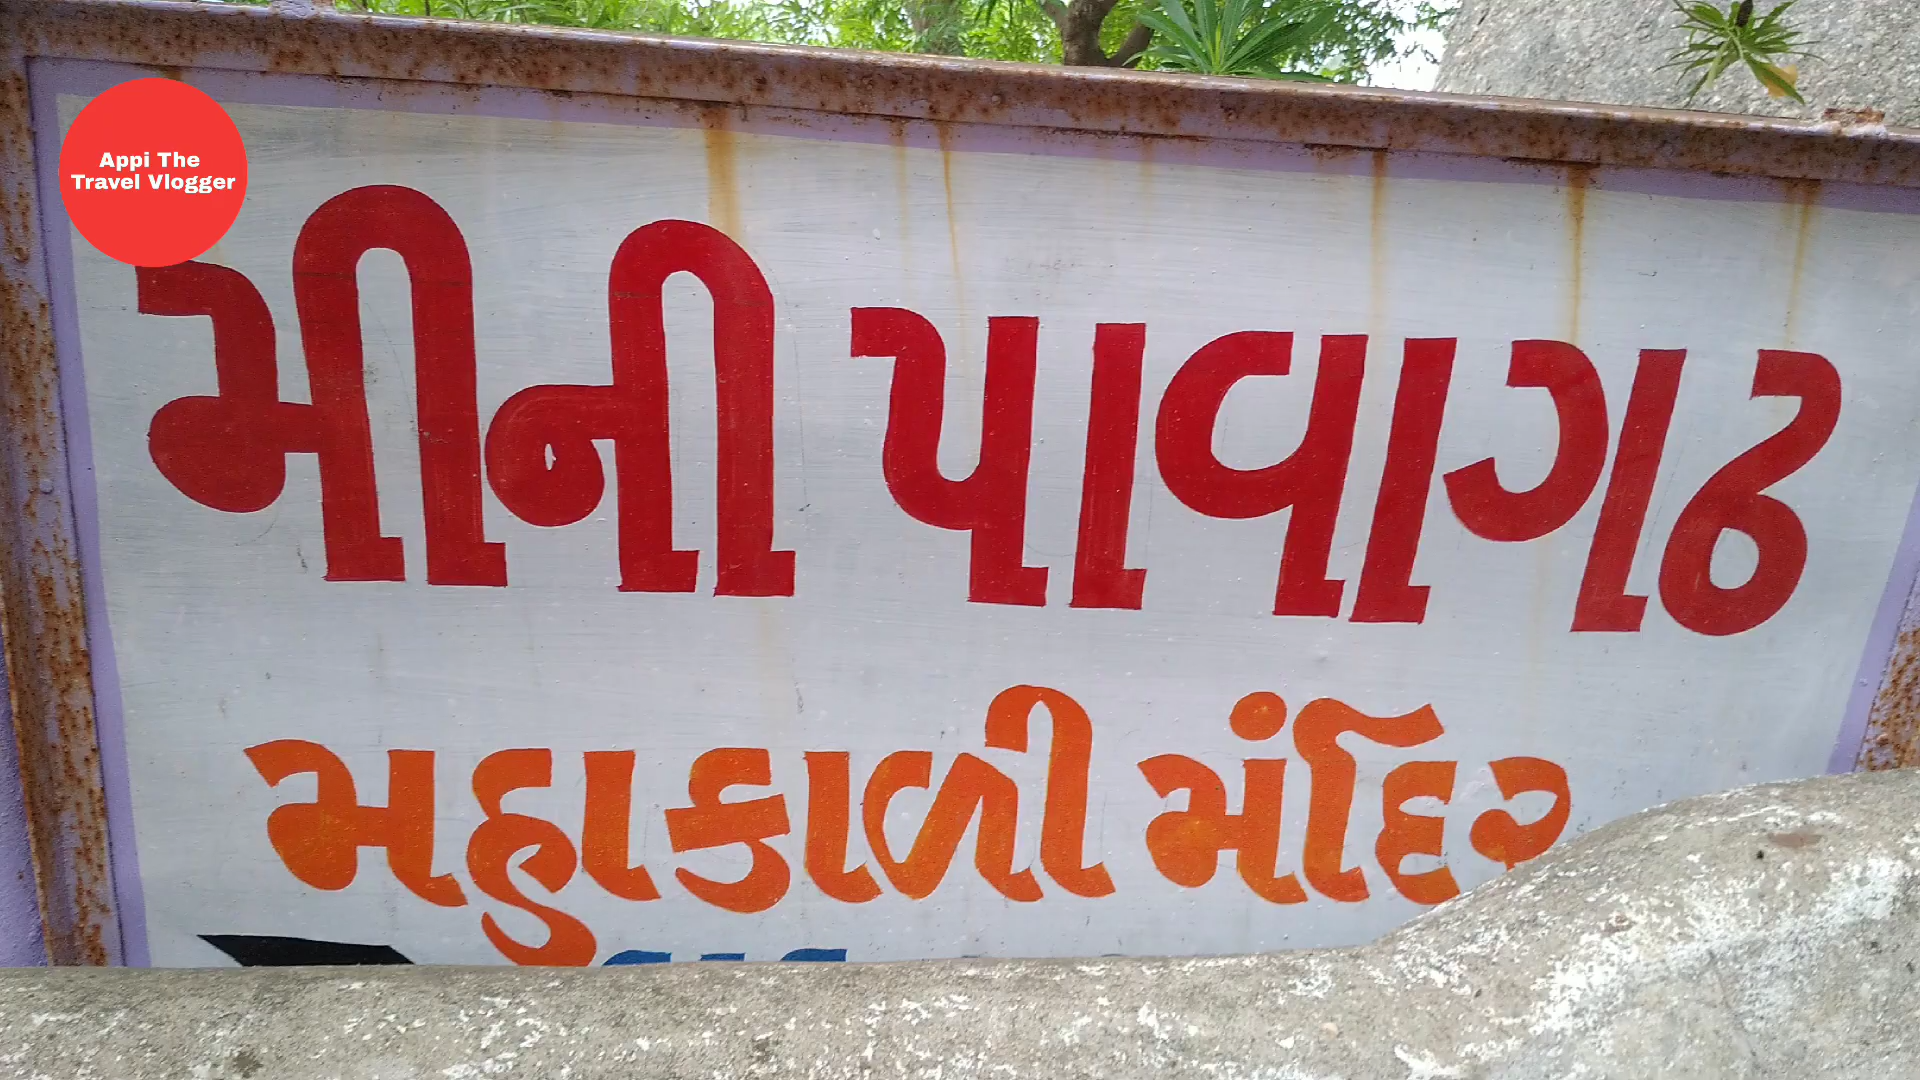 Appi The
Travel Vlogger
મીની પાવાગઢ
મહાકાળી મંદિર